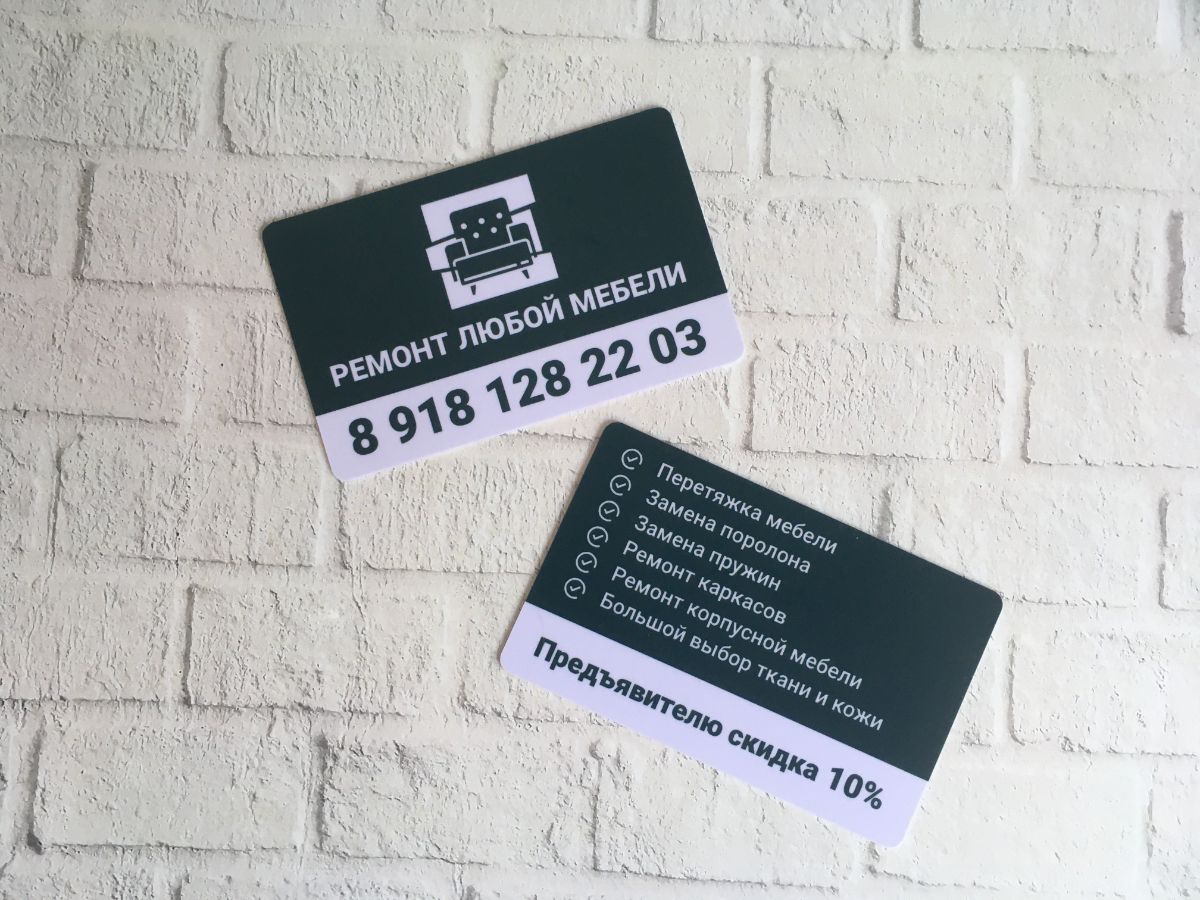 РЕМОНТ ЛЮБОЙ МЕБЕЛИ
8 918 128 22 03
Перетяжка мебели
Замена поролона
Замена пружин
Ремонт каркасов
Ремонт корпусной мебели
Большой выбор ткани и кожи
Предъявителю скидка 10%